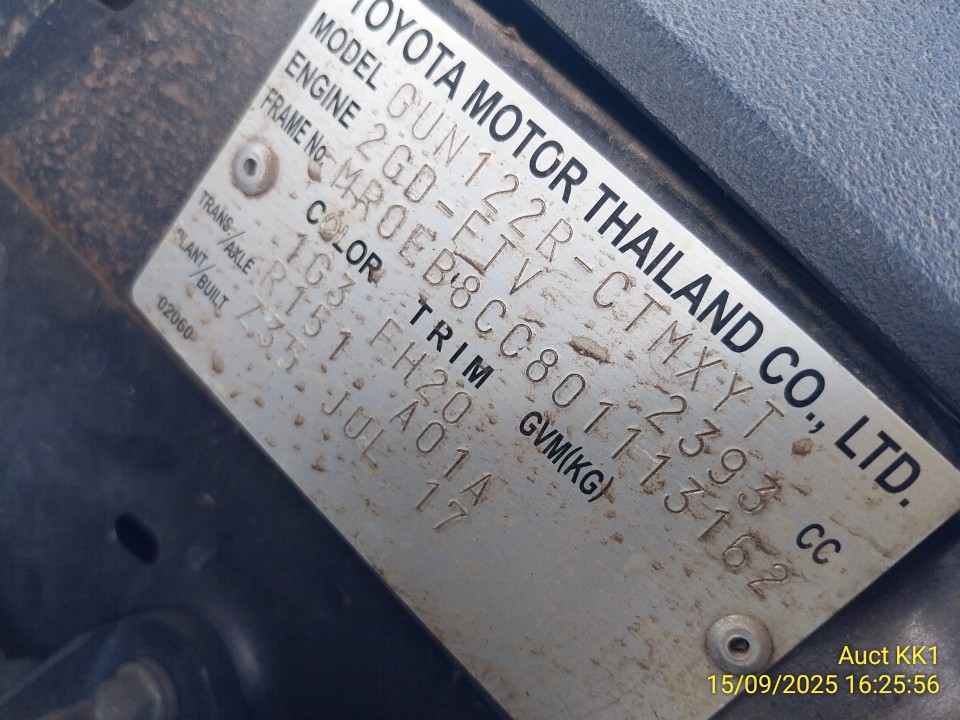 TOYOTA MOTOR THAILAND CO., LTD.
MODEL GUN122R-CTMXYT
ENGINE 2GD-FTV 2393 CC
FRAME No. MR0EB8CC801113162
COLOR TRIM GVM(KG)
1G3 FH20
TRANS/AXLE R151 A01A
PLANT/BUILT Z35 JUL 17
02060
Auct KK1
15/09/2025 16:25:56